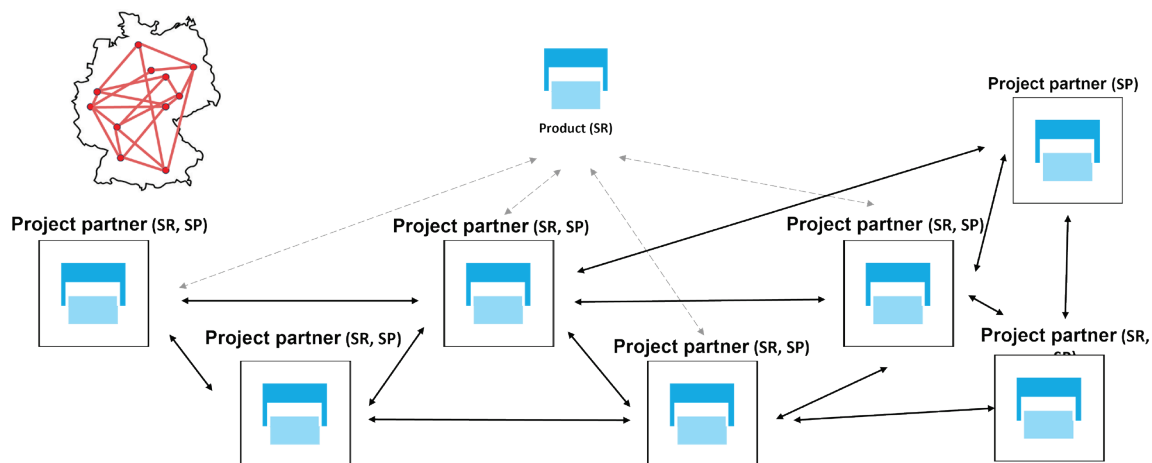 Product (SR)
Project partner (SP)
Project partner (SR, SP)
Project partner (SR, SP)
Project partner (SR, SP)
Project partner (SR, SP)
Project partner (SR, SP)
Project partner (SR,